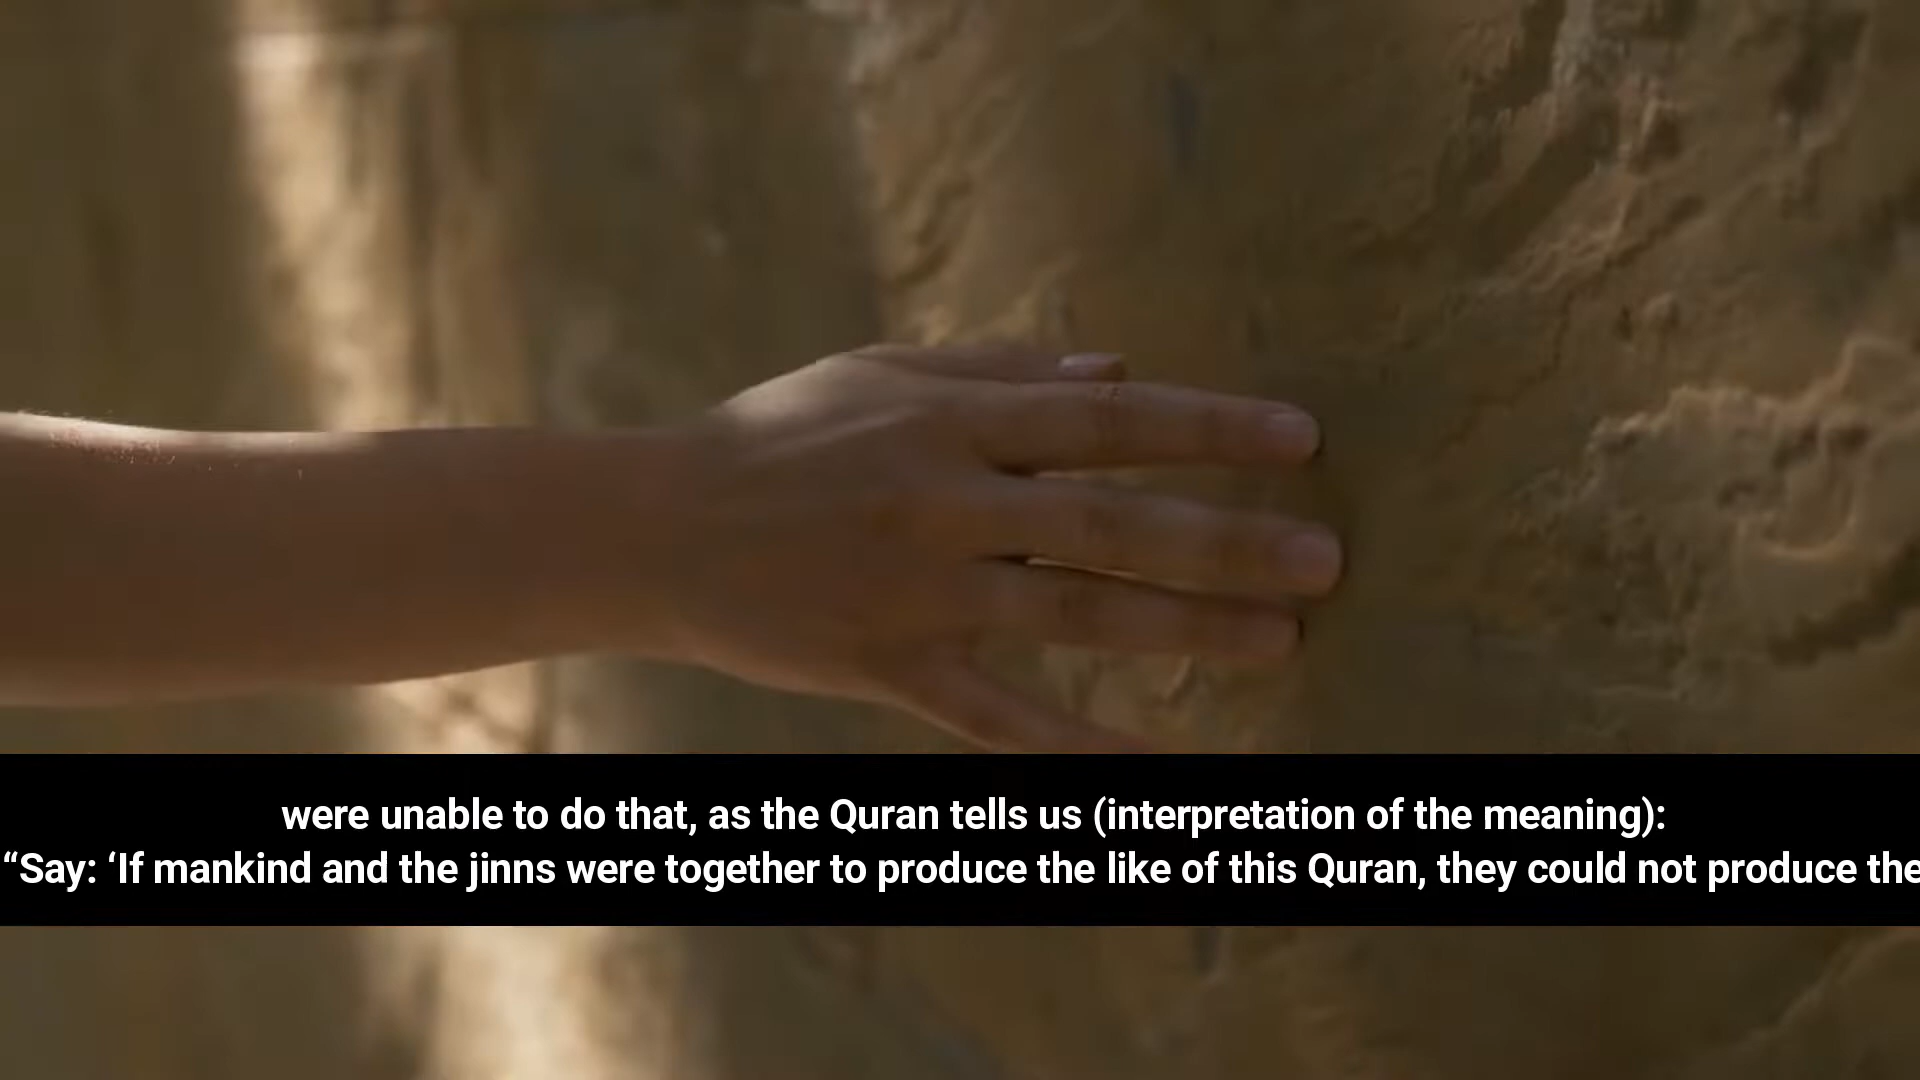 were unable to do that, as the Quran tells us (interpretation of the meaning):
“Say: ‘If mankind and the jinns were together to produce the like of this Quran, they could not produce the